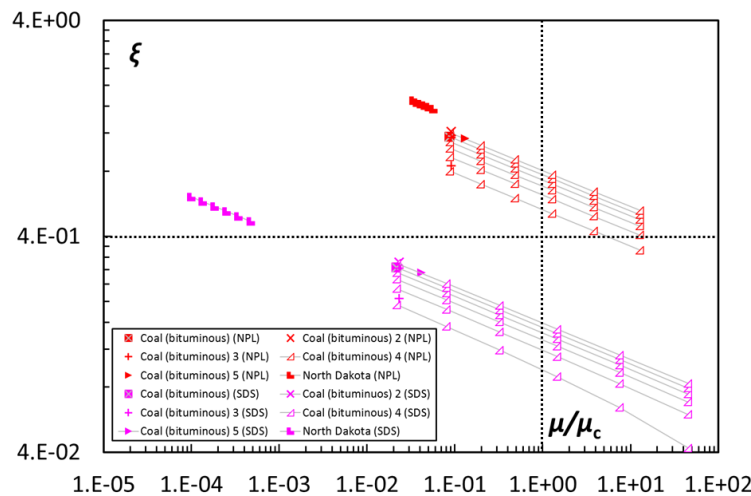 4.E+00
ξ
4.E-01
Coal (bituminous) (NPL) Coal (bituminous) 2 (NPL)
Coal (bituminous) 3 (NPL) Coal (bituminous) 4 (NPL)
Coal (bituminous) 5 (NPL) North Dakota (NPL)
Coal (bituminous) (SDS) Coal (bituminuos) 2 (SDS)
Coal (bituminous) 3 (SDS) Coal (bituminous) 4 (SDS)
Coal (bituminous) 5 (SDS) North Dakota (SDS)
μ/μc
4.E-02
1.E-05 1.E-04 1.E-03 1.E-02 1.E-01 1.E+00 1.E+01 1.E+02